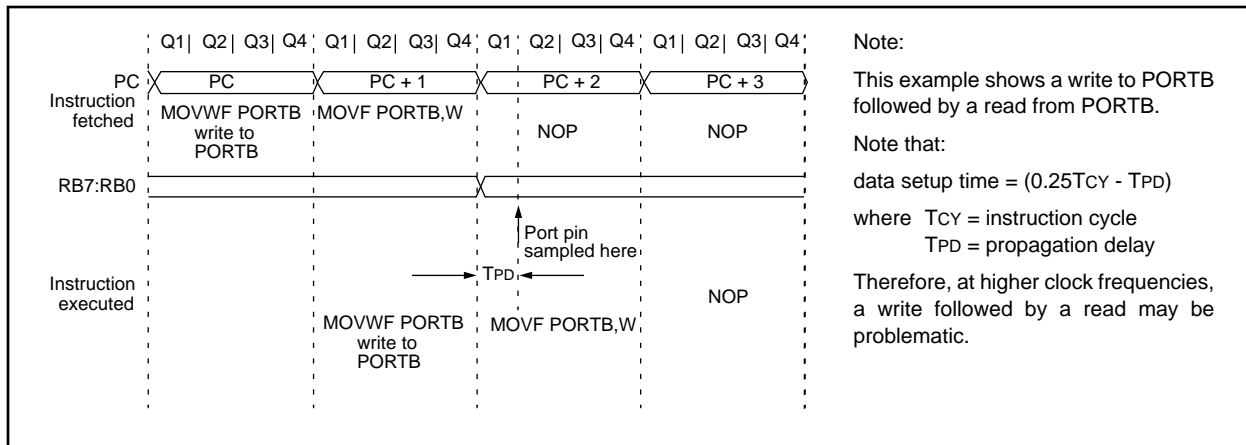 Q1| Q2| Q3| Q4 Q1| Q2| Q3| Q4 Q1| Q2| Q3| Q4 Q1| Q2| Q3| Q4
PC PC PC + 1 PC + 2 PC + 3
Instruction
fetched
MOVWF PORTB
write to
PORTB
MOVF PORTB,W
NOP
NOP
RB7:RB0
Port pin
sampled here
TPD
Instruction
executed
MOVWF PORTB
write to
PORTB
MOVF PORTB,W
NOP
Note:
This example shows a write to PORTB
followed by a read from PORTB.
Note that:
data setup time = (0.25TCY - TPD)
where TCY = instruction cycle
TPD = propagation delay
Therefore, at higher clock frequencies,
a write followed by a read may be
problematic.